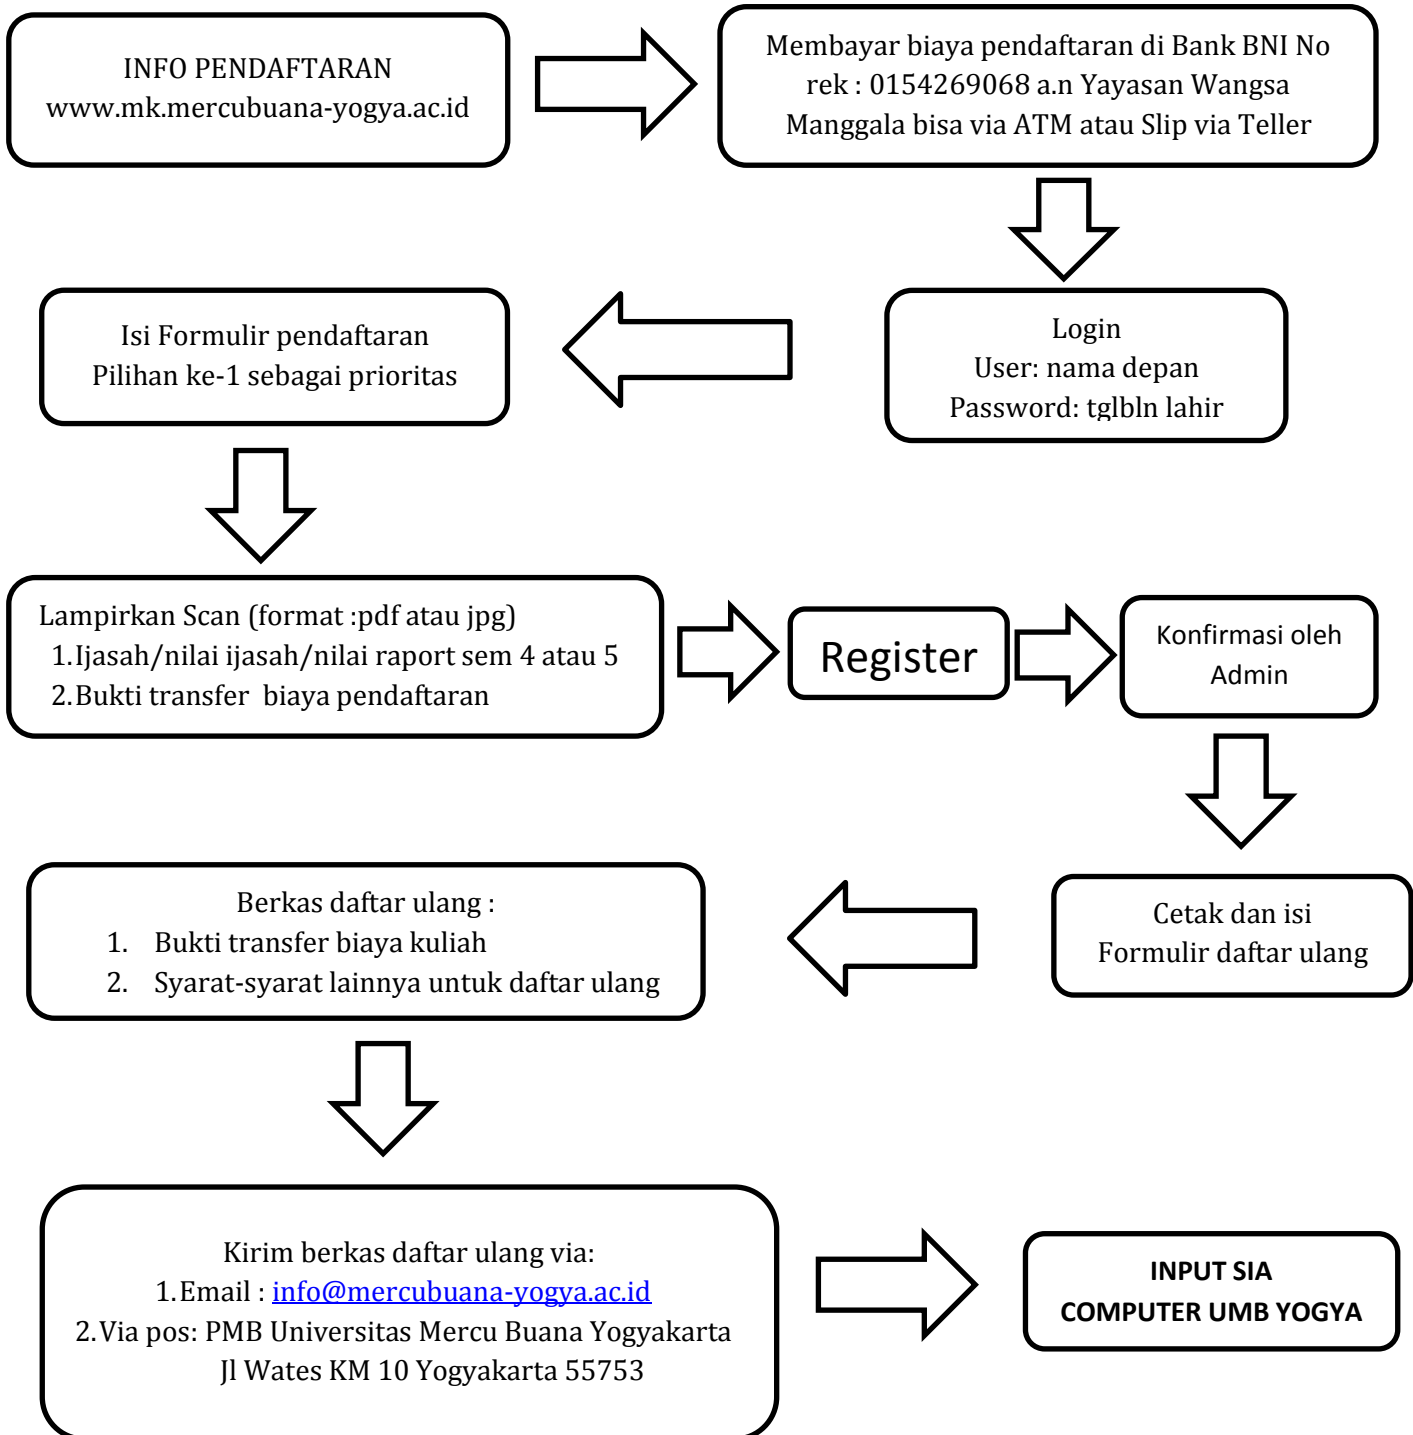 INFO PENDAFTARAN
www.mk.mercubuana-yogya.ac.id
Membayar biaya pendaftaran di Bank BNI No
rek : 0154269068 a.n Yayasan Wangsa
Manggala bisa via ATM atau Slip via Teller
Login
User: nama depan
Password: tglbln lahir
Isi Formulir pendaftaran
Pilihan ke-1 sebagai prioritas
Lampirkan Scan (format :pdf atau jpg)
1.Ijasah/nilai ijasah/nilai raport sem 4 atau 5
2.Bukti transfer  biaya pendaftaran
Register
Konfirmasi oleh
Admin
Cetak dan isi
Formulir daftar ulang
Berkas daftar ulang :
1. Bukti transfer biaya kuliah
2. Syarat-syarat lainnya untuk daftar ulang
Kirim berkas daftar ulang via:
1.Email : info@mercubuana-yogya.ac.id
2.Via pos: PMB Universitas Mercu Buana Yogyakarta
Jl Wates KM 10 Yogyakarta 55753
INPUT SIA
COMPUTER UMB YOGYA